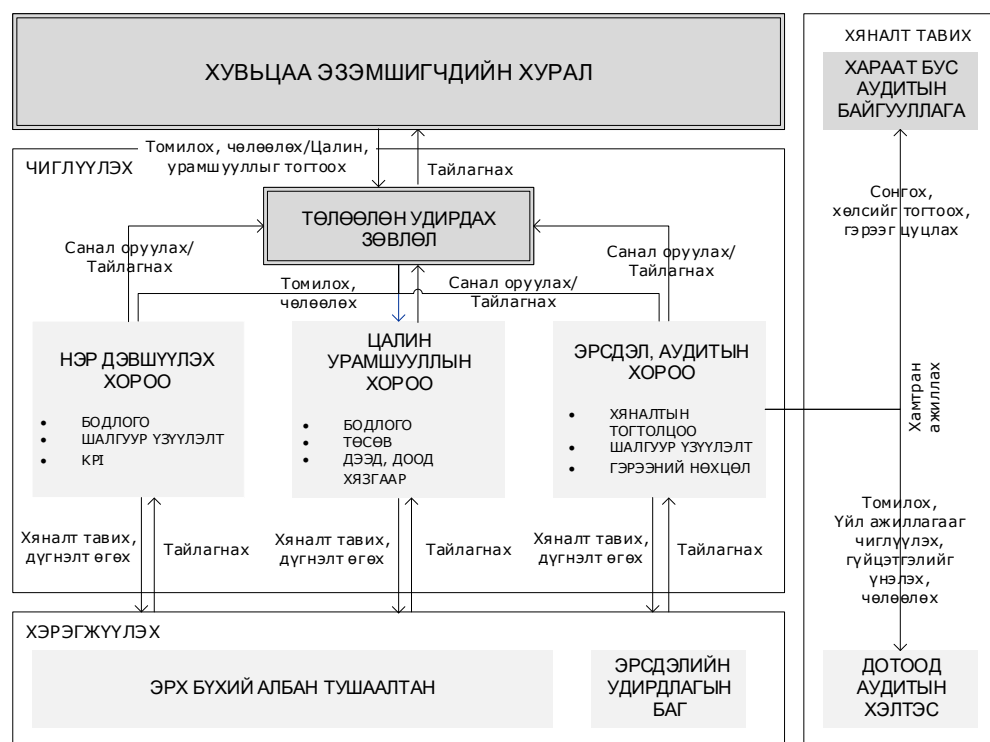 ХУВЬЦАА ЭЗЭМШИГЧДИЙН ХУРАЛ
Томилох, чөлөөлөх/Цалин,
урамшууллыг тогтоох
Тайлагнах
ЧИГЛҮҮЛЭХ
ТӨЛӨӨЛӨН УДИРДАХ
ЗӨВЛӨЛ
Санал оруулах/
Тайлагнах
Томилох,
чөлөөлөх
Санал оруулах/
Тайлагнах
Санал оруулах/
Тайлагнах
НЭР ДЭВШҮҮЛЭХ
ХОРОО
• БОДЛОГО
• ШАЛГУУР ҮЗҮҮЛЭЛТ
• KPI
ЦАЛИН
УРАМШУУЛЛЫН
ХОРОО
• БОДЛОГО
• ТӨСӨВ
• ДЭЭД, ДООД
ХЯЗГААР
ЭРСДЭЛ, АУДИТЫН
ХОРОО
• ХЯНАЛТЫН
ТОГТОЛЦОО
• ШАЛГУУР ҮЗҮҮЛЭЛТ
• ГЭРЭЭНИЙ НӨХЦӨЛ
Хяналт тавих,
дүгнэлт өгөх
Тайлагнах
Хяналт тавих,
дүгнэлт өгөх
Тайлагнах
Хяналт тавих,
дүгнэлт өгөх
Тайлагнах
ХЭРЭГЖҮҮЛЭХ
ЭРХ БҮХИЙ АЛБАН ТУШААЛТАН
ЭРСДЭЛИЙН
УДИРДЛАГЫН
БАГ
ХЯНАЛТ ТАВИХ
ХАРААТ БУС
АУДИТЫН
БАЙГУУЛЛАГА
Сонгох,
хөлсийг тогтоох,
гэрээг цуцлах
Хамтран
ажиллах
Томилох,
Үйл ажиллагааг
чиглүүлэх,
гүйцэтгэлийг
үнэлэх,
чөлөөлөх
ДОТООД
АУДИТЫН
ХЭЛТЭС